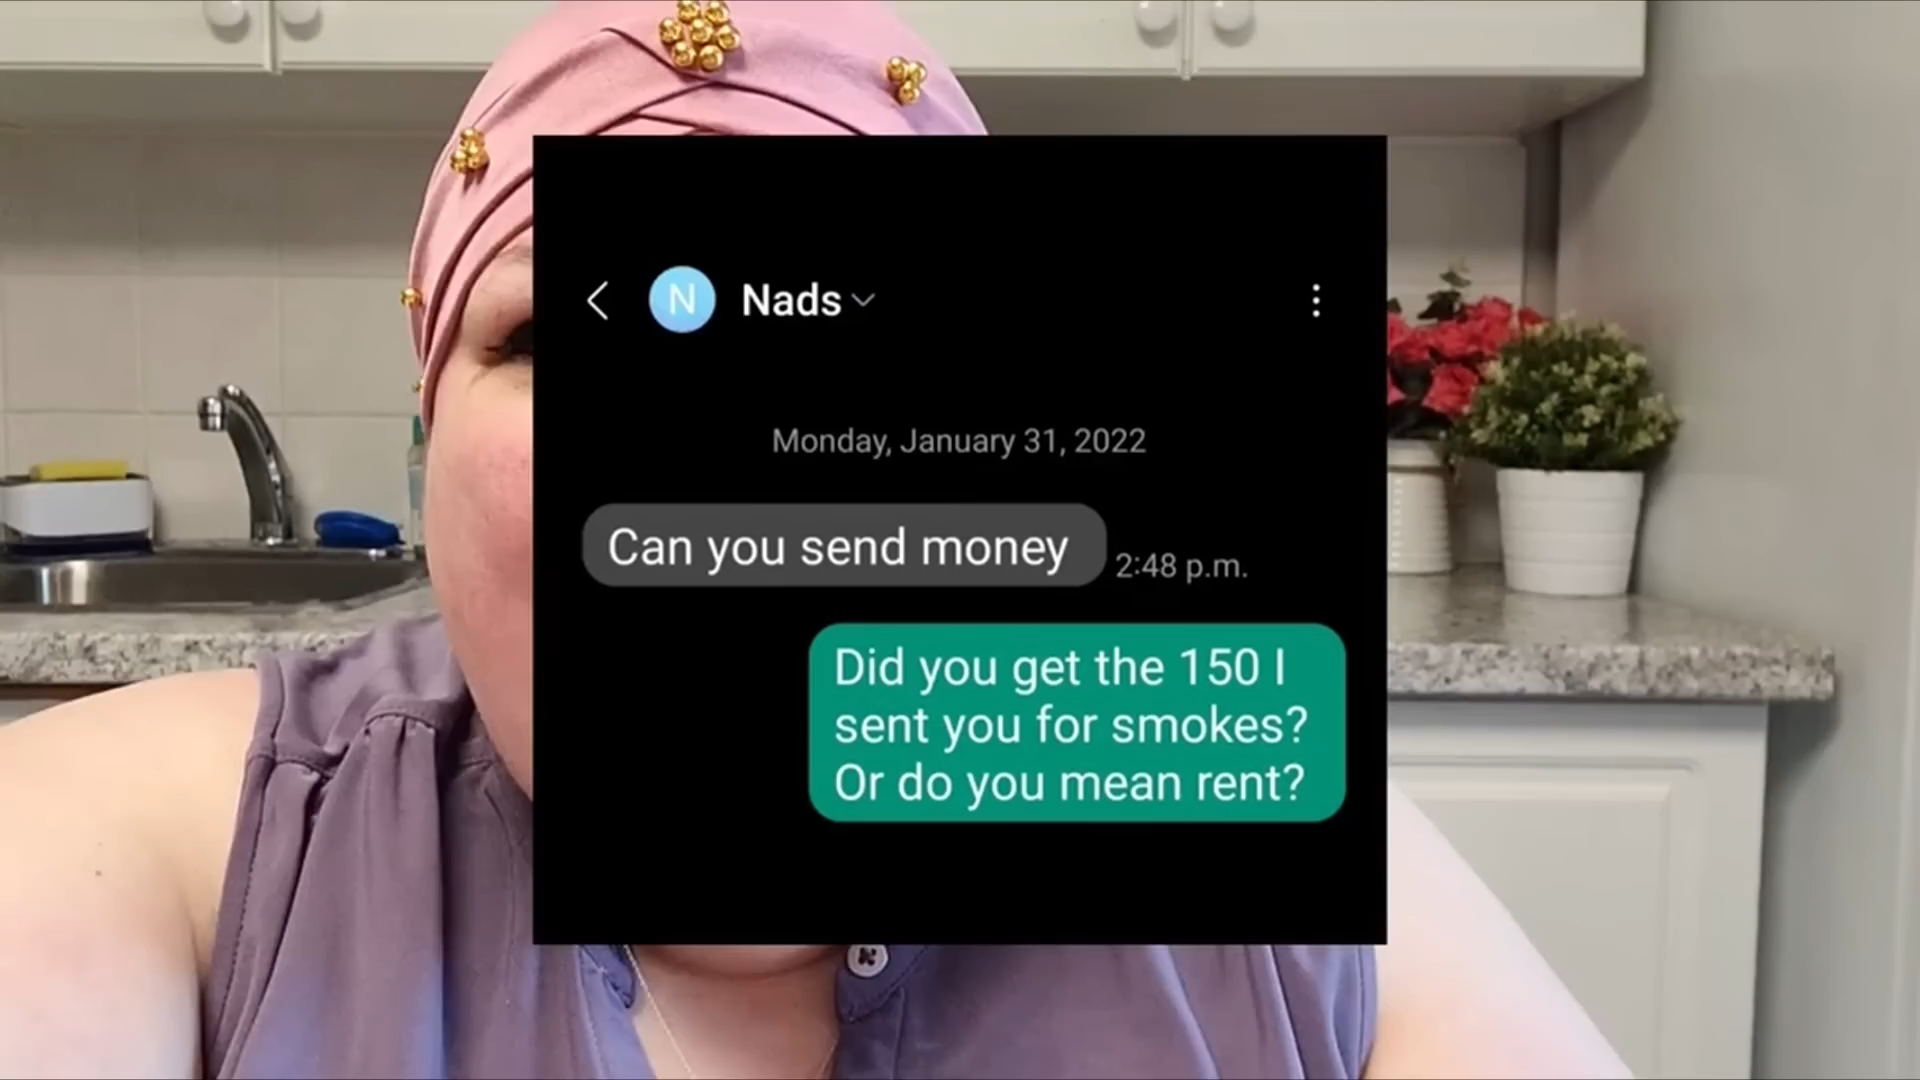 N
Nads
Monday, January 31, 2022
Can you send money
2:48 p.m.
Did you get the 150 I
sent you for smokes?
Or do you mean rent?